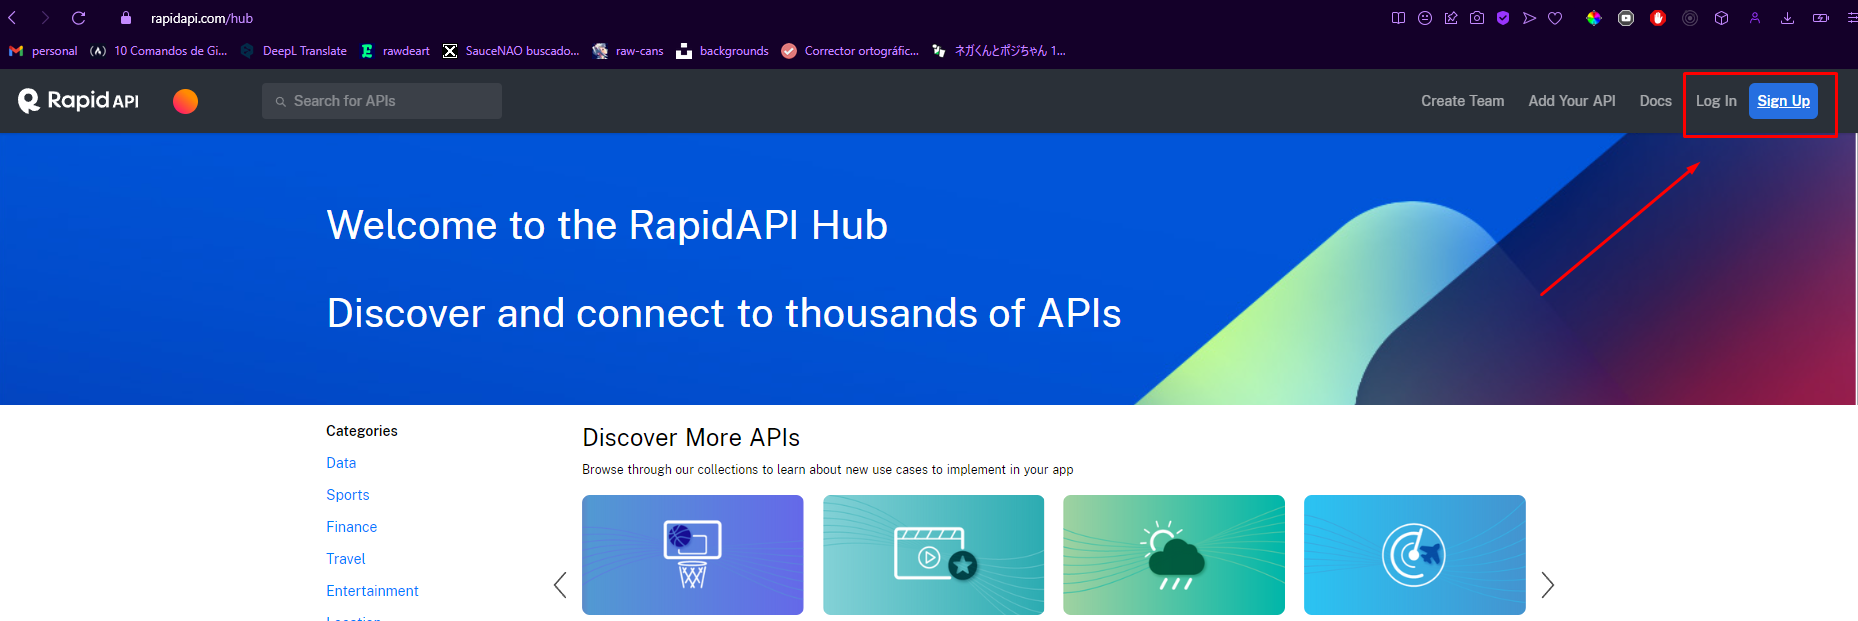 rapidapi.com/hub
personal 10 Comandos de Gi... DeepL Translate rawdeart SauceNAO buscado... raw-cans backgrounds Corrector ortográfic... ネガくんとポジちゃん 1...
Rapid API Search for APIs Create Team Add Your API Docs Log In Sign Up
Welcome to the RapidAPI Hub
Discover and connect to thousands of APIs
Categories
Data
Sports
Finance
Travel
Entertainment
Location
Discover More APIs
Browse through our collections to learn about new use cases to implement in your app